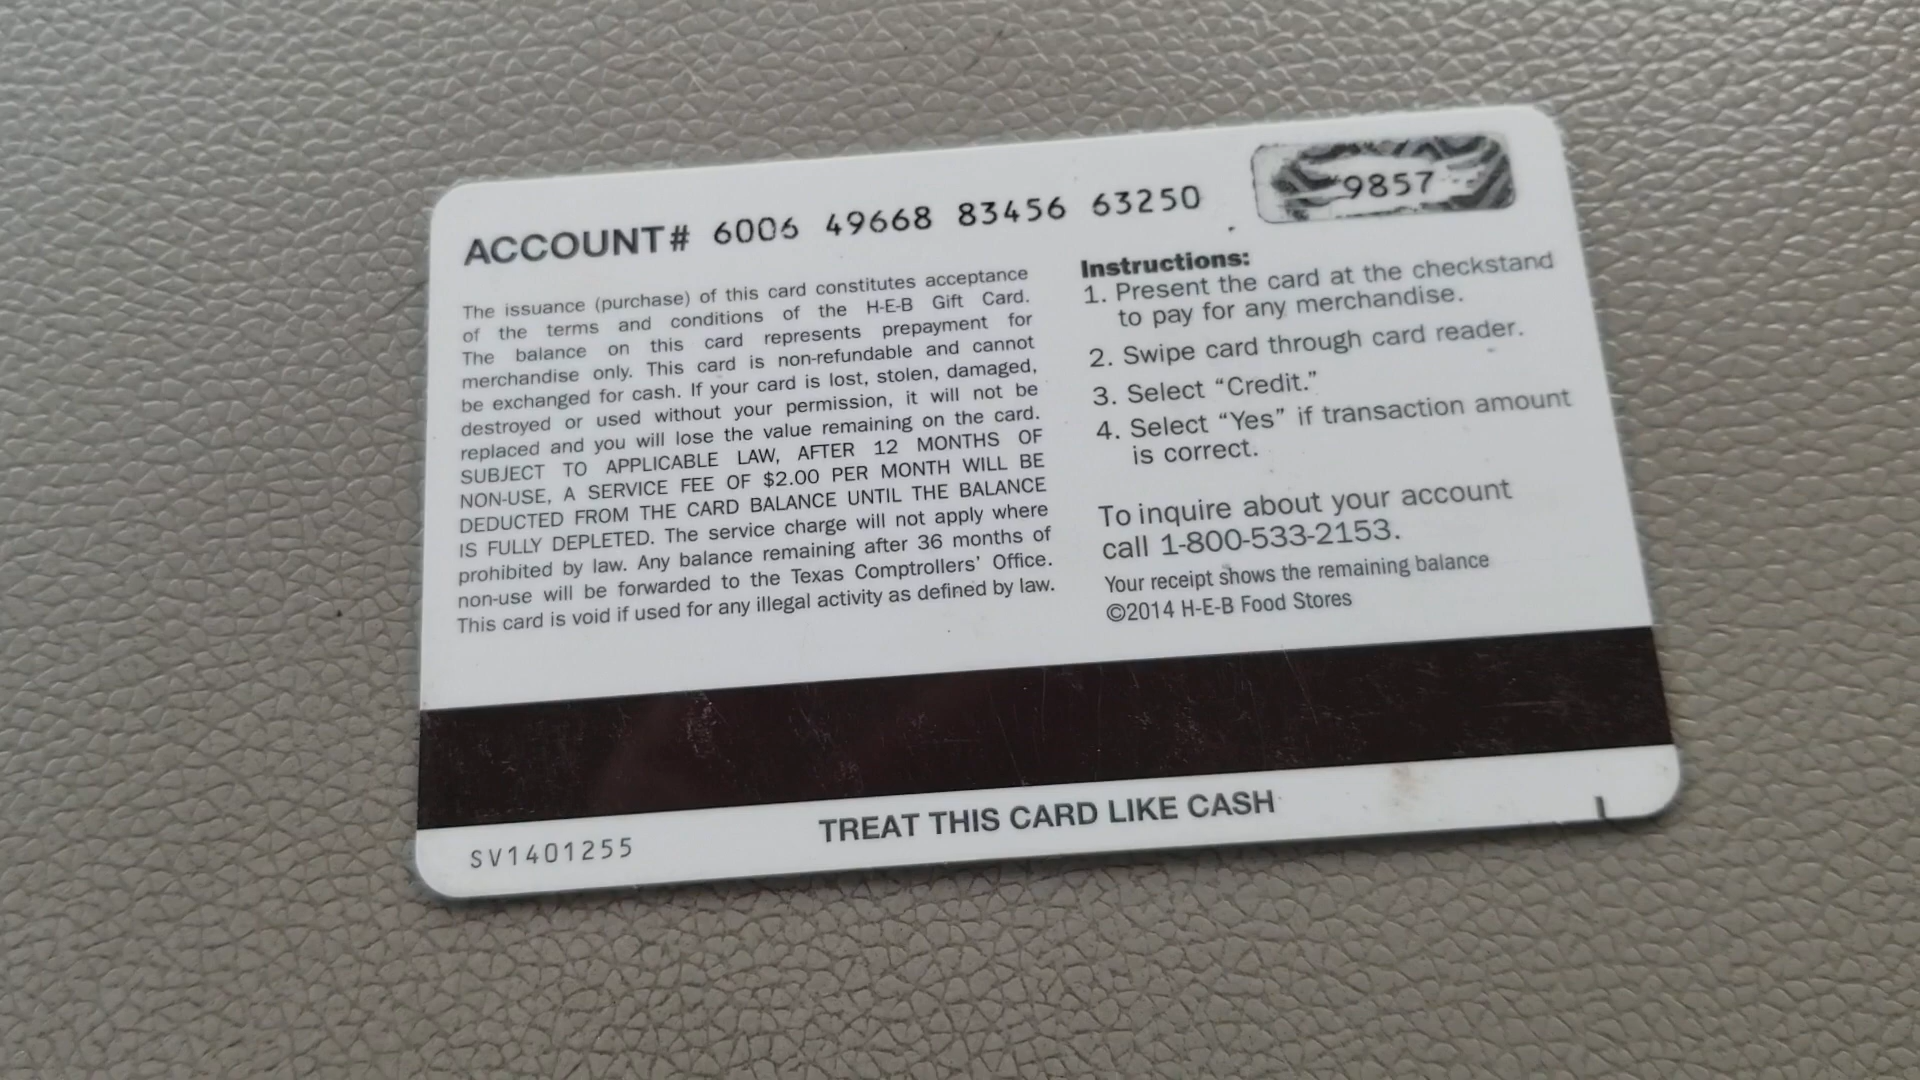 ACCOUNT# 6006 49668 83456 63250
9857
The issuance (purchase) of this card constitutes acceptance
of the terms and conditions of the H-E-B Gift Card.
The balance on this card represents prepayment for
merchandise only. This card is non-refundable and cannot
be exchanged for cash. If your card is lost, stolen, damaged,
destroyed or used without your permission, it will not be
replaced and you will lose the value remaining on the card.
SUBJECT TO APPLICABLE LAW, AFTER 12 MONTHS OF
NON-USE, A SERVICE FEE OF $2.00 PER MONTH WILL BE
DEDUCTED FROM THE CARD BALANCE UNTIL THE BALANCE
IS FULLY DEPLETED. The service charge will not apply where
prohibited by law. Any balance remaining after 36 months of
non-use will be forwarded to the Texas Comptrollers' Office.
This card is void if used for any illegal activity as defined by law.
Instructions:
1. Present the card at the checkstand
to pay for any merchandise.
2. Swipe card through card reader.
3. Select “Credit.”
4. Select “Yes” if transaction amount
is correct.
To inquire about your account
call 1-800-533-2153.
Your receipt shows the remaining balance
©2014 H-E-B Food Stores
TREAT THIS CARD LIKE CASH
SV1401255